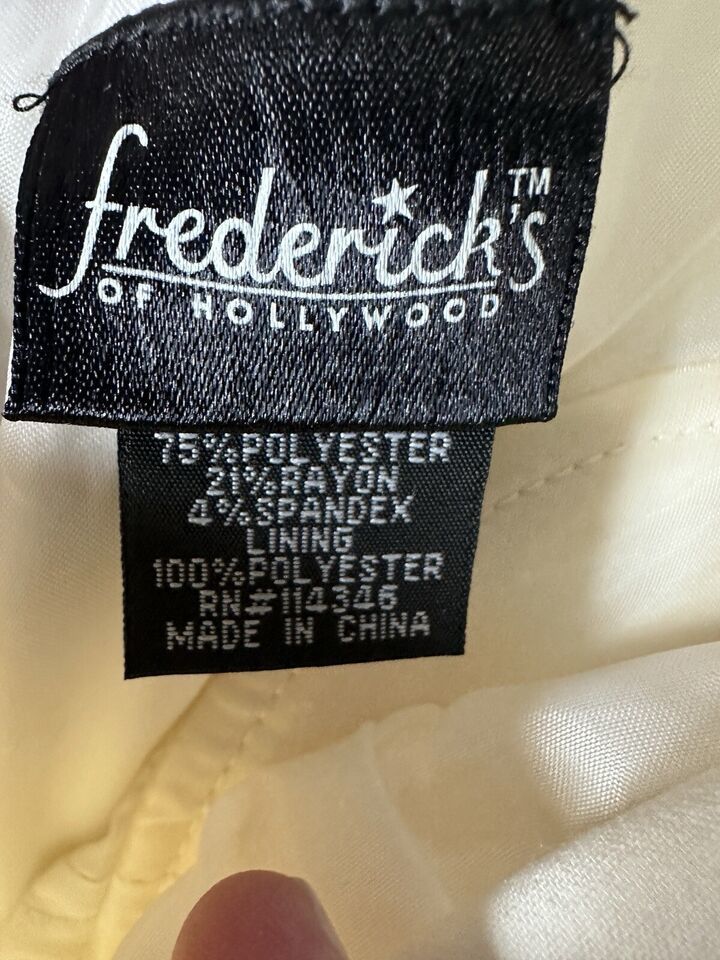 frederick's™
OF HOLLYWOOD
75%POLYESTER
21%RAYON
4%SPANDEX
LINING
100%POLYESTER
RN#114346
MADE IN CHINA